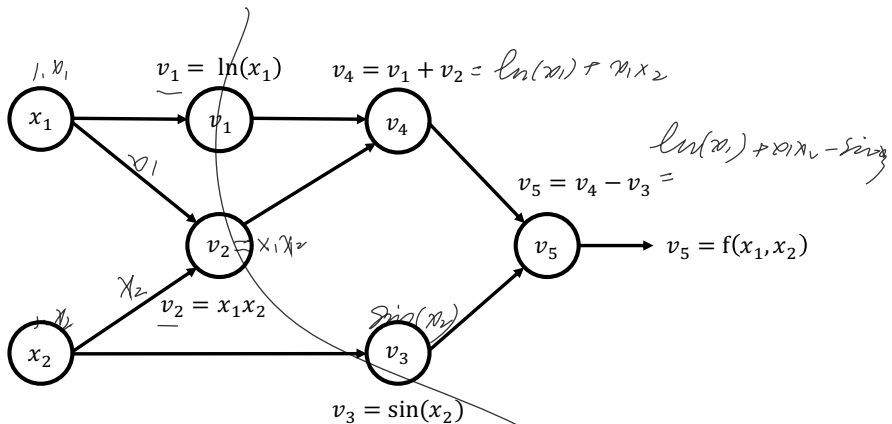 1. x₁
v₁ = ln(x₁)
v₄ = v₁ + v₂ = ln(x₁) + x₁x₂
x₁
v₁
v₄
ln(x₁) + x₁x₂ - sin
x₁
v₅ = v₄ − v₃ =
v₂ = x₁x₂
v₅
v₅ = f(x₁, x₂)
x₂
v₂ = x₁x₂
sin(x₂)
x₂
x₂
v₃
v₃ = sin(x₂)